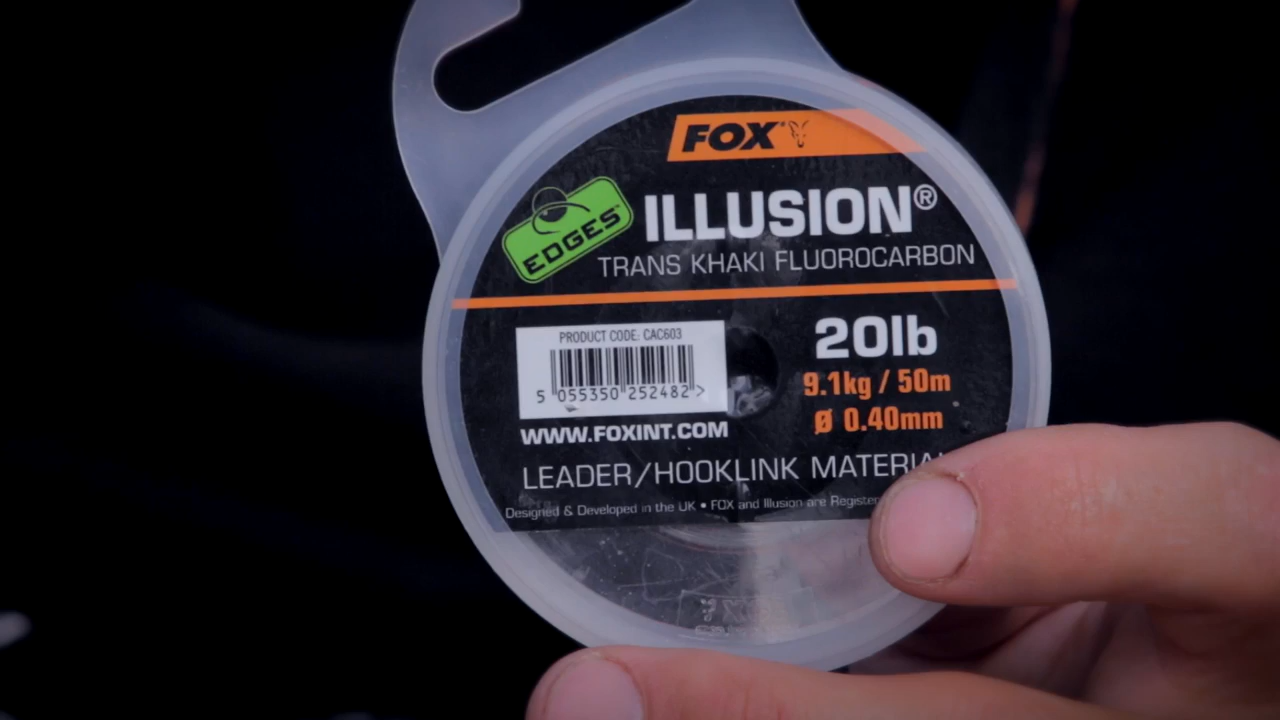 FOX
EDGES™
ILLUSION®
TRANS KHAKI FLUOROCARBON
PRODUCT CODE: CAC603
5 055350 252482 >
20lb
9.1kg / 50m
Ø 0.40mm
WWW.FOXINT.COM
LEADER/HOOKLINK MATERIAL
Designed & Developed in the UK • FOX and Illusion are Register